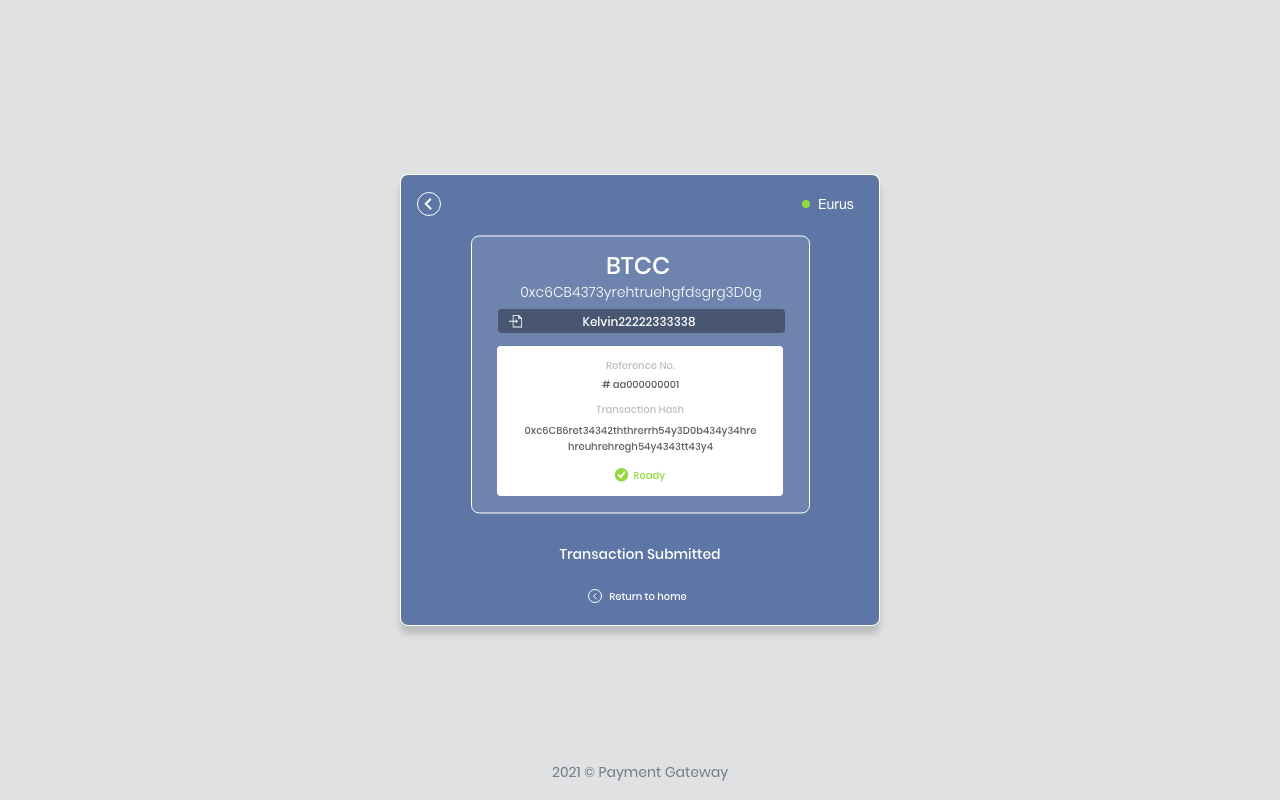 Eurus
BTCC
0xc6CB4373yrehtruehgfdsgrg3D0g
Kelvin22222333338
Reference No.
# aa000000001
Transaction Hash
0xc6CB6ret34342ththrerrh54y3D0b434y34hre
hreuhrehregh54y4343tt43y4
Ready
Transaction Submitted
Return to home
2021 © Payment Gateway